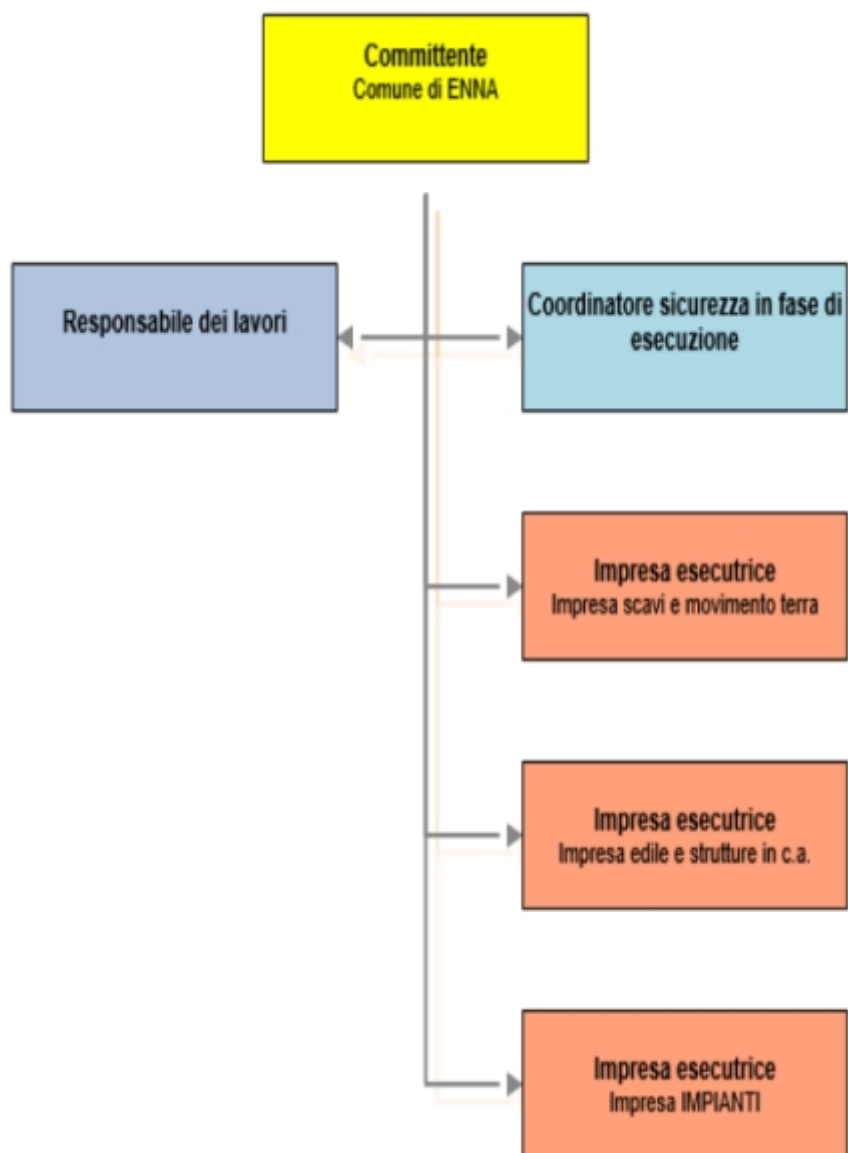 Committente
Comune di ENNA
Responsabile dei lavori
Coordinatore sicurezza in fase di
esecuzione
Impresa esecutrice
Impresa scavi e movimento terra
Impresa esecutrice
Impresa edile e strutture in c.a.
Impresa esecutrice
Impresa IMPIANTI